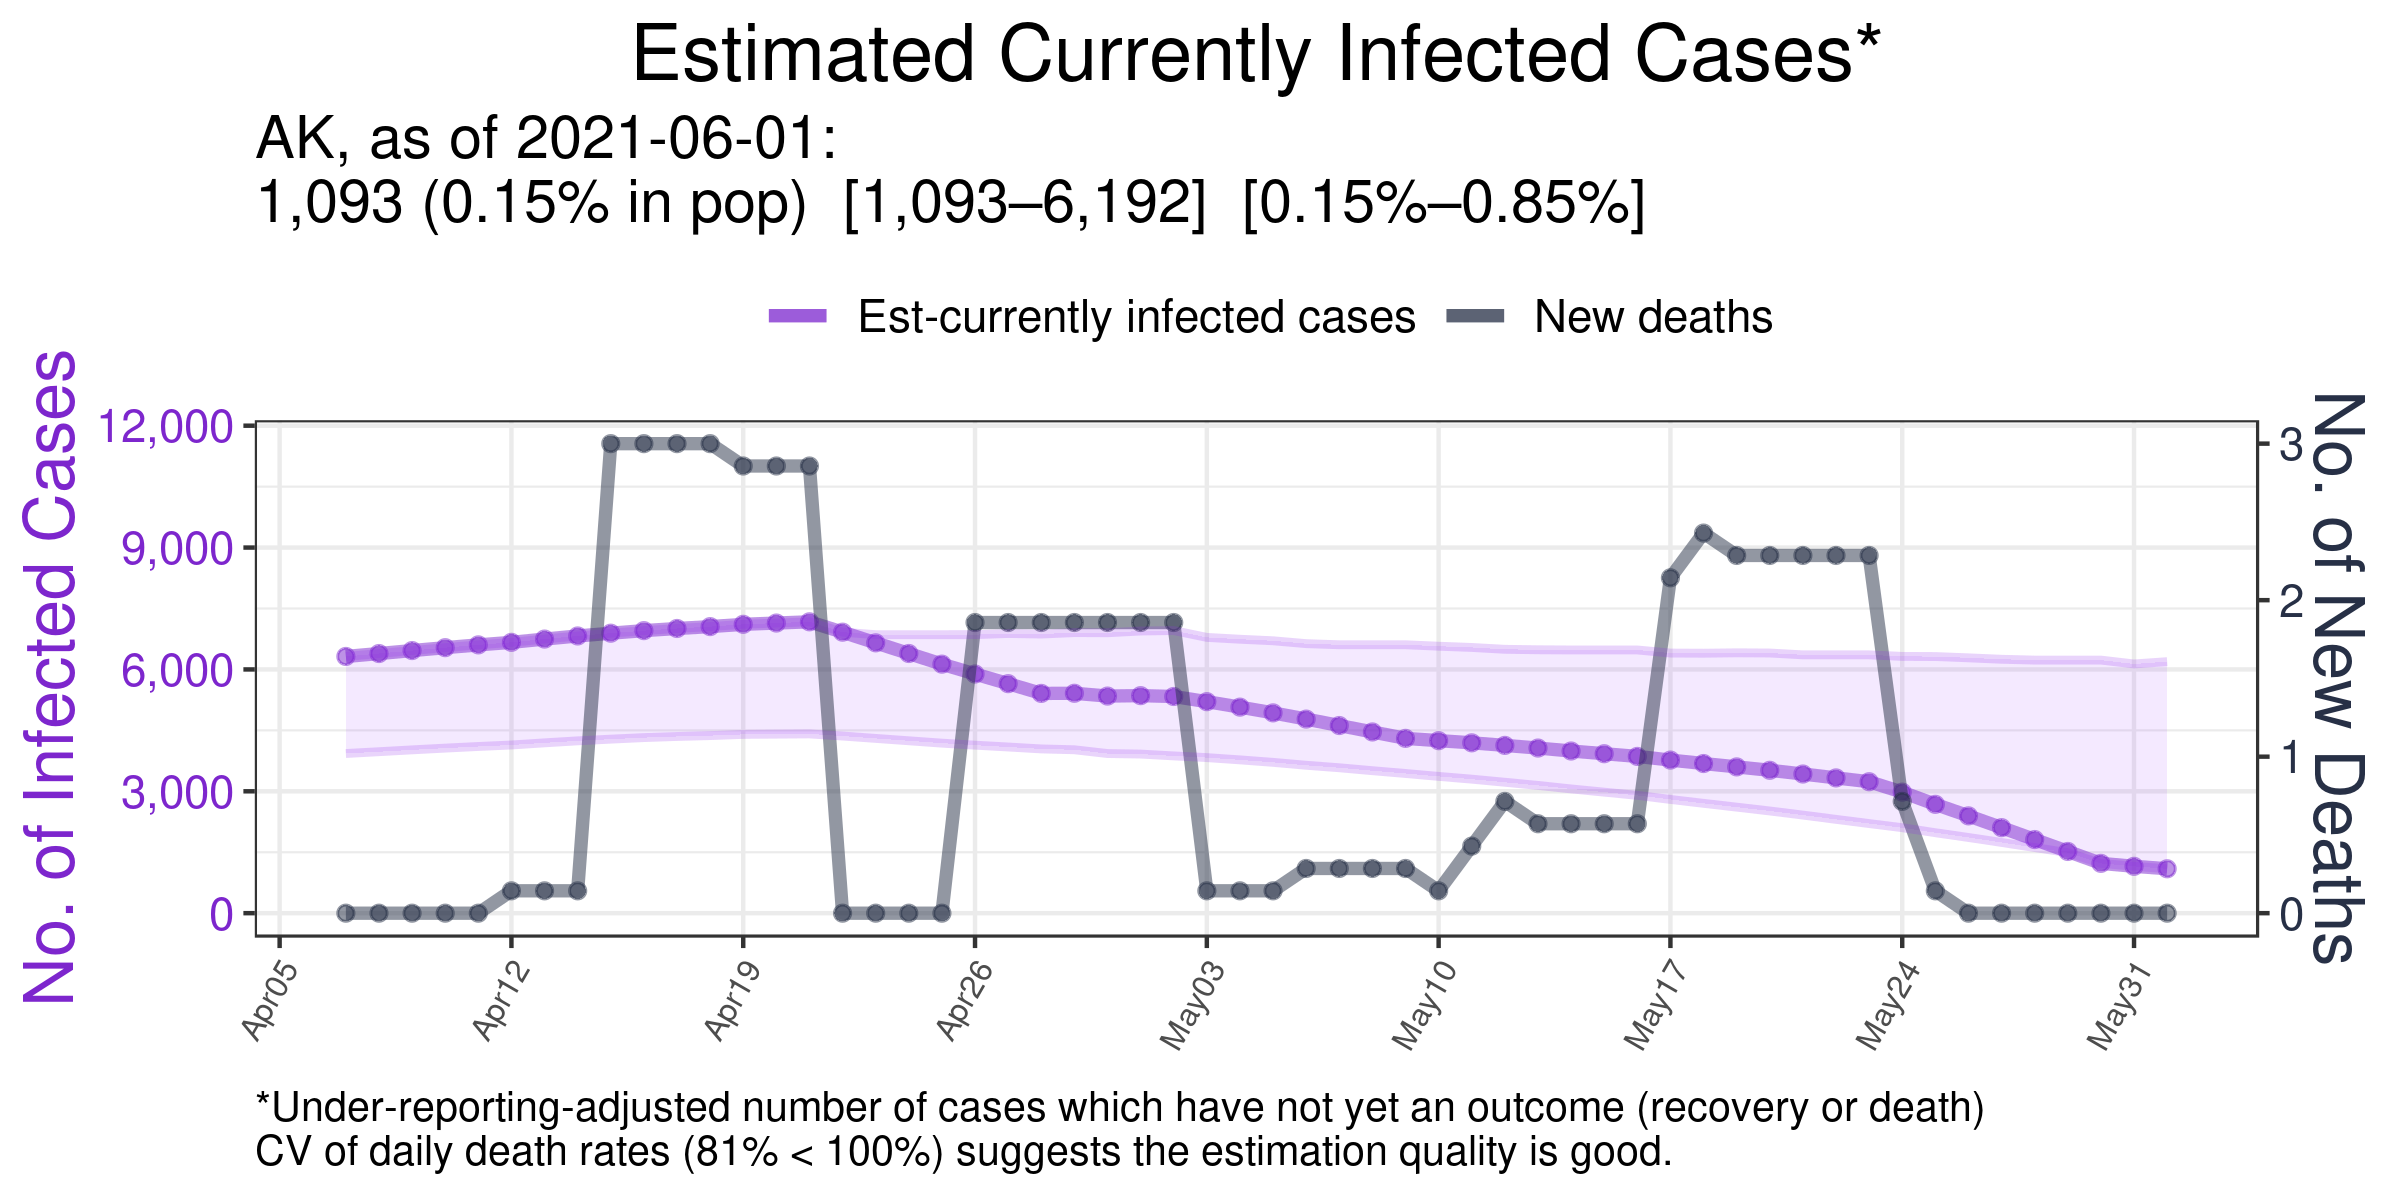 Estimated Currently Infected Cases*
AK, as of 2021-06-01:
1,093 (0.15% in pop)  [1,093–6,192]  [0.15%–0.85%]
Est-currently infected cases
New deaths
No. of Infected Cases
12,000
9,000
6,000
3,000
0
3
2
1
0
No. of New Deaths
Apr05
Apr12
Apr19
Apr26
May03
May10
May17
May24
May31
*Under-reporting-adjusted number of cases which have not yet an outcome (recovery or death)
CV of daily death rates (81% < 100%) suggests the estimation quality is good.